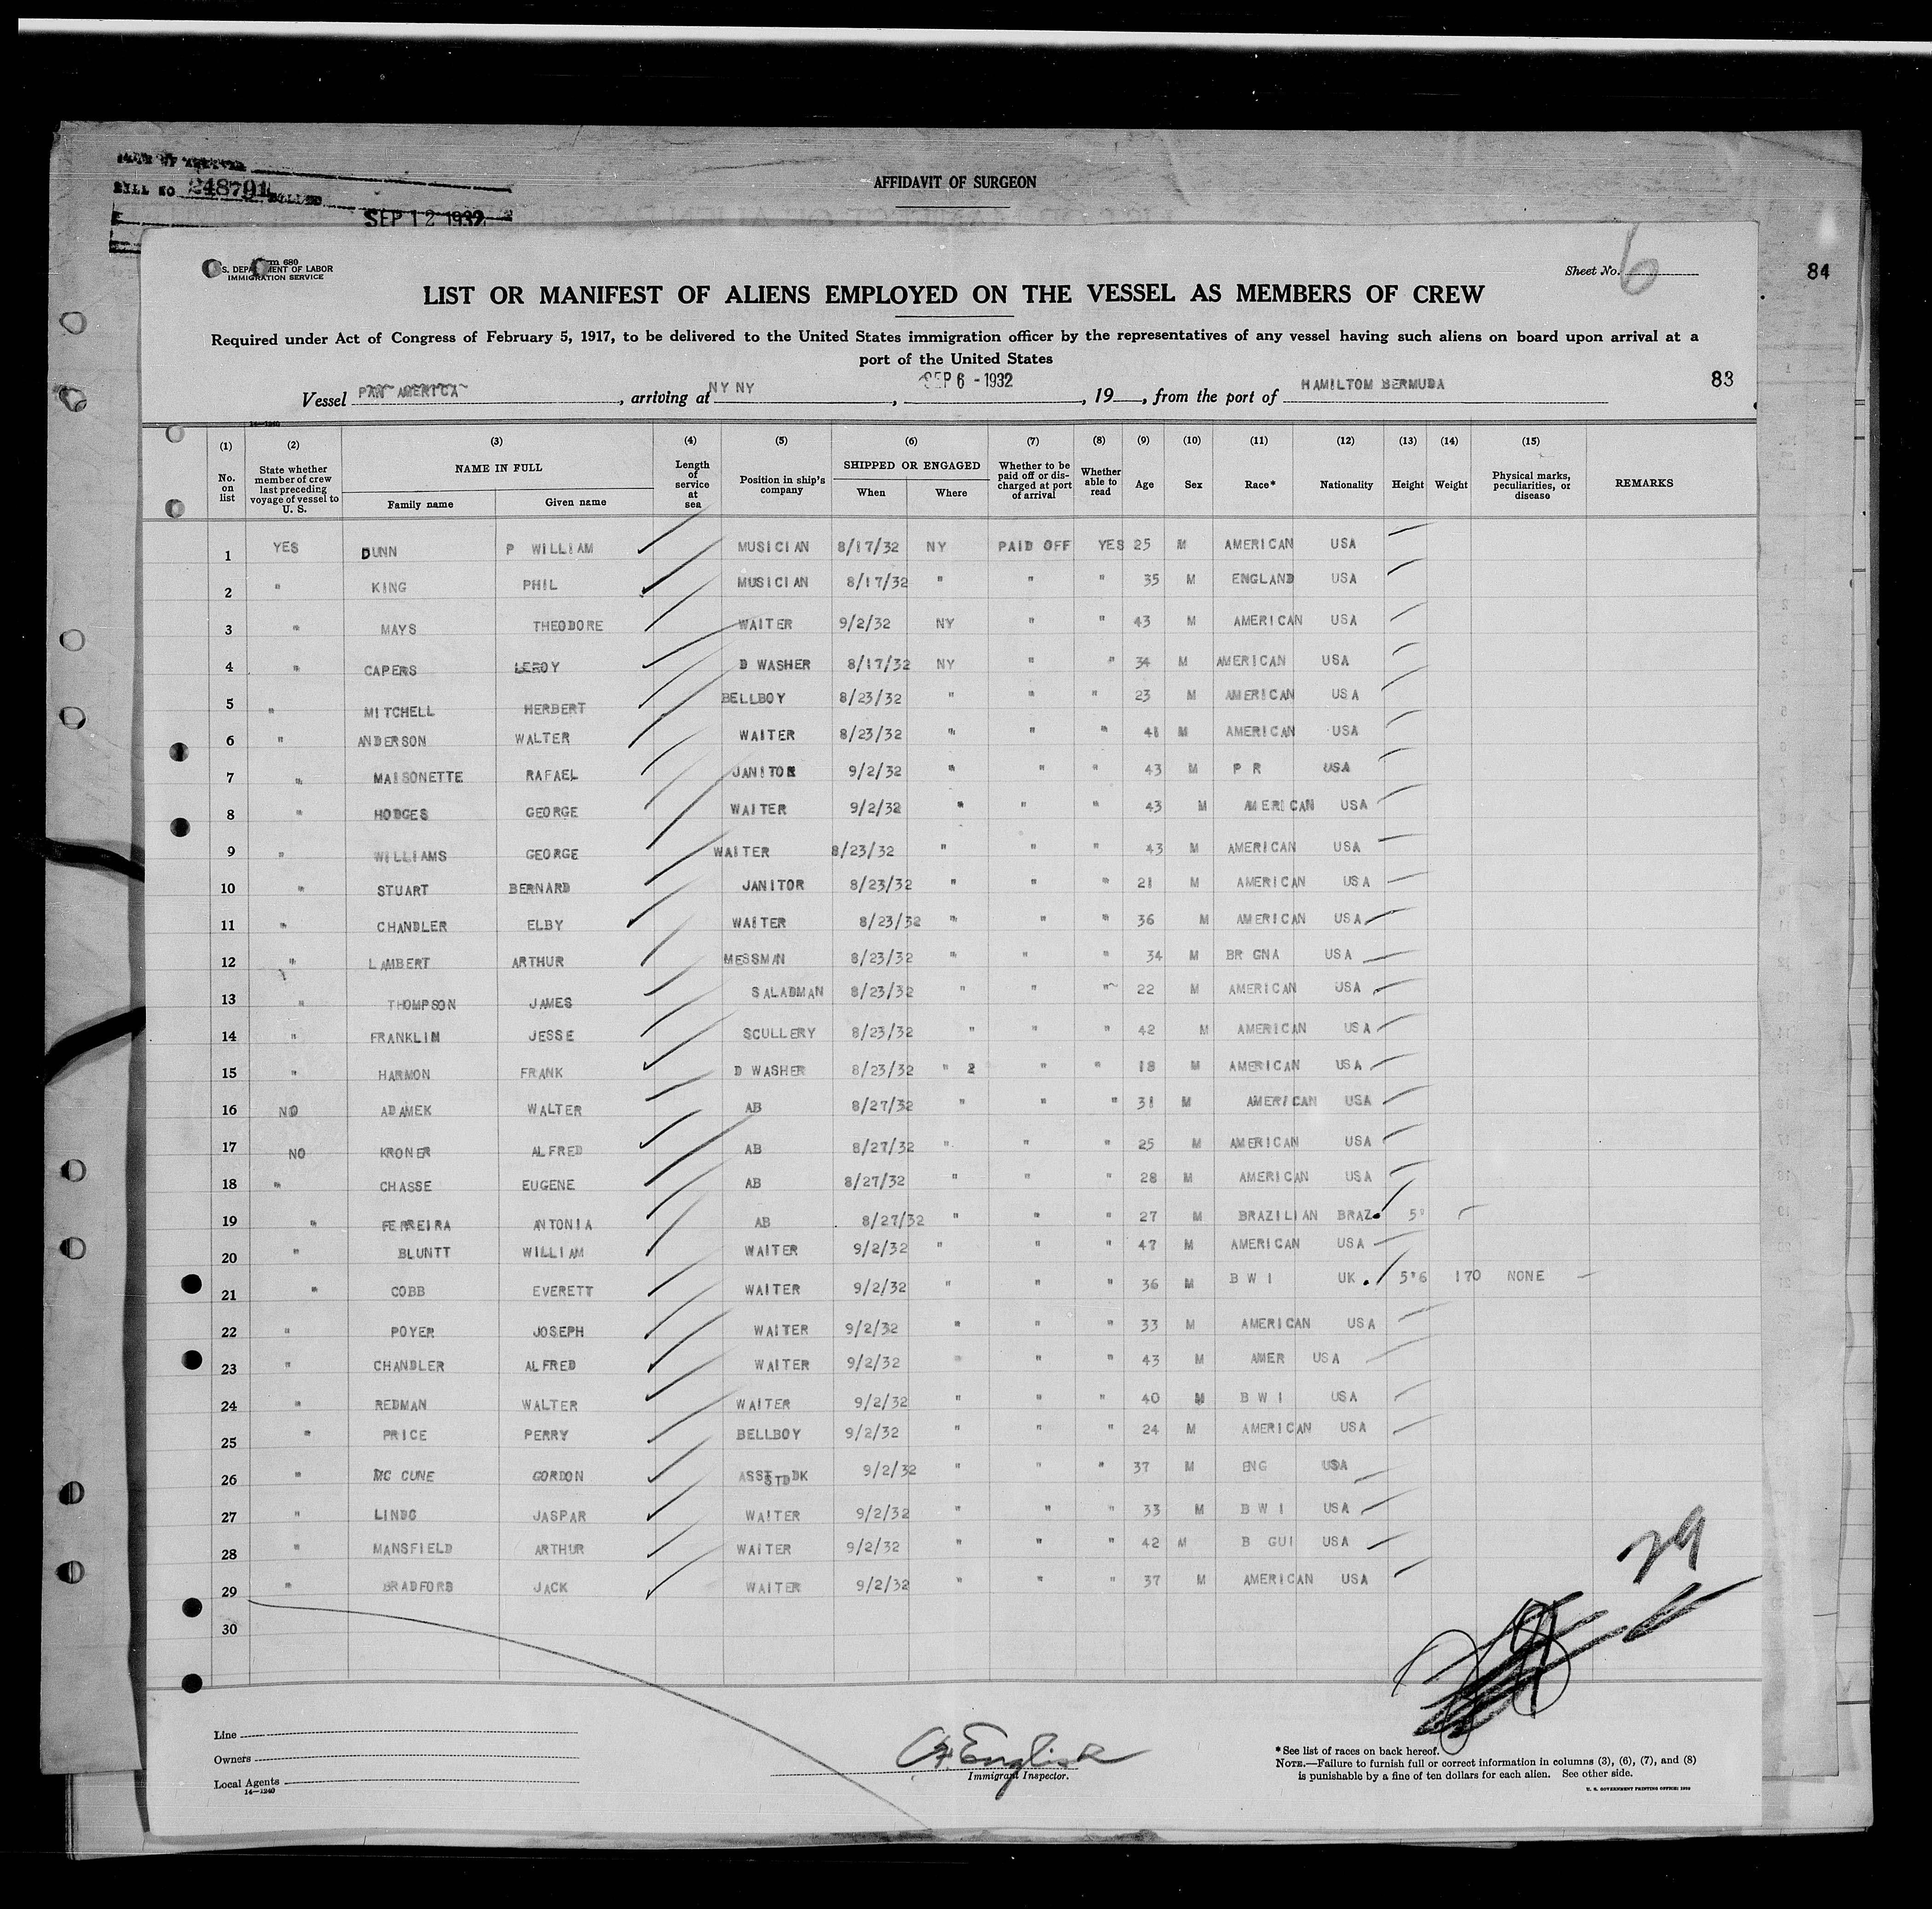 BILL NO 248791
SEP 12 1932
AFFIDAVIT OF SURGEON
84
680
DEPARTMENT OF LABOR
IMMIGRATION SERVICE
Sheet No. 6
LIST OR MANIFEST OF ALIENS EMPLOYED ON THE VESSEL AS MEMBERS OF CREW
Required under Act of Congress of February 5, 1917, to be delivered to the United States immigration officer by the representatives of any vessel having such aliens on board upon arrival at a
port of the United States
83
Vessel PAN AMERICA, arriving at NY NY, SEP 6 - 1932, 19, from the port of HAMILTOM BERMUDA
14—1240
(1) (2) (3) (4) (5) (6) (7) (8) (9) (10) (11) (12) (13) (14) (15)
No. on list State whether member of crew last preceding voyage of vessel to U. S. NAME IN FULL Family name Given name Length of service at sea Position in ship's company SHIPPED OR ENGAGED When Where Whether to be paid off or discharged at port of arrival Whether able to read Age Sex Race* Nationality Height Weight Physical marks, peculiarities, or disease REMARKS
1 YES DUNN P WILLIAM MUSICIAN 8/17/32 NY PAID OFF YES 25 M AMERICAN USA
2 " KING PHIL MUSICIAN 8/17/32 " " " 35 M ENGLAND USA
3 " MAYS THEODORE WAITER 9/2/32 NY " " 43 M AMERICAN USA
4 " CAPERS LEROY D WASHER 8/17/32 NY " " 34 M AMERICAN USA
5 " MITCHELL HERBERT BELLBOY 8/23/32 " " " 23 M AMERICAN USA
6 " ANDERSON WALTER WAITER 8/23/32 " " " 41 M AMERICAN USA
7 " MAISONETTE RAFAEL JANITOR 9/2/32 " " " 43 M P R USA
8 " HODGES GEORGE WAITER 9/2/32 " " " 43 M AMERICAN USA
9 " WILLIAMS GEORGE WAITER 8/23/32 " " " 43 M AMERICAN USA
10 " STUART BERNARD JANITOR 8/23/32 " " " 21 M AMERICAN USA
11 " CHANDLER ELBY WAITER 8/23/32 " " " 36 M AMERICAN USA
12 " LAMBERT ARTHUR MESSMAN 8/23/32 " " " 34 M BR GNA USA
13 " THOMPSON JAMES SALADMAN 8/23/32 " " " 22 M AMERICAN USA
14 " FRANKLIN JESSE SCULLERY 8/23/32 " " " 42 M AMERICAN USA
15 " HARMON FRANK D WASHER 8/23/32 " 2 " " 18 M AMERICAN USA
16 NO ADAMEK WALTER AB 8/27/32 " " " 31 M AMERICAN USA
17 NO KRONER ALFRED AB 8/27/32 " " " 25 M AMERICAN USA
18 " CHASSE EUGENE AB 8/27/32 " " " 28 M AMERICAN USA
19 " FERREIRA ANTONIA AB 8/27/32 " " " 27 M BRAZILIAN BRAZ.
20 " BLUNTT WILLIAM WAITER 9/2/32 " " " 47 M AMERICAN USA
21 " COBB EVERETT WAITER 9/2/32 " " " 36 M B W I UK 5'6 170 NONE
22 " POYER JOSEPH WAITER 9/2/32 " " " 33 M AMERICAN USA
23 " CHANDLER ALFRED WAITER 9/2/32 " " " 43 M AMER USA
24 " REDMAN WALTER WAITER 9/2/32 " " " 40 M B W I USA
25 " PRICE PERRY BELLBOY 9/2/32 " " " 24 M AMERICAN USA
26 " MC CUNE GORDON ASST STD DK 9/2/32 " " " 37 M ENG USA
27 " LINDO JASPAR WAITER 9/2/32 " " " 33 M B W I USA
28 " MANSFIELD ARTHUR WAITER 9/2/32 " " " 42 M B GUI USA
29 " BRADFORD JACK WAITER 9/2/32 " " " 37 M AMERICAN USA
30
29
Line
Owners
Local Agents
14—1240
English
Immigrant Inspector.
*See list of races on back hereof.
NOTE.—Failure to furnish full or correct information in columns (3), (6), (7), and (8)
is punishable by a fine of ten dollars for each alien. See other side.
U. S. GOVERNMENT PRINTING OFFICE: